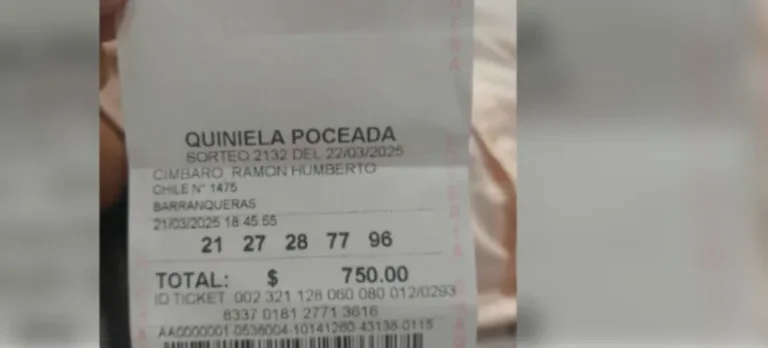 QUINIELA POCEADA
SORTEO 2132 DEL 22/03/2025
CIMBARO, RAMON HUMBERTO
CHILE N° 1475
BARRANQUERAS
21/03/2025 18:45:55
21 27 28 77 96
TOTAL: $ 750.00
ID TICKET 002 321 128 060 080 012/0293
8337 0181 2771 3616
AA0000001-0538004-10141260-43138-0115